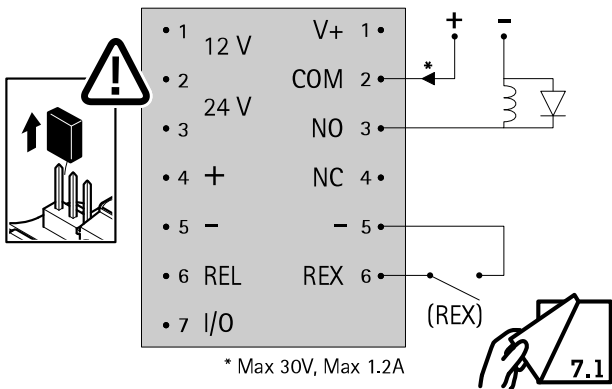 1 12 V V+ 1 + -
2 COM 2 *
24 V
3 NO 3
4 + NC 4
5 - - 5
6 REL REX 6
(REX)
7 I/O
* Max 30V, Max 1.2A
7.1
!